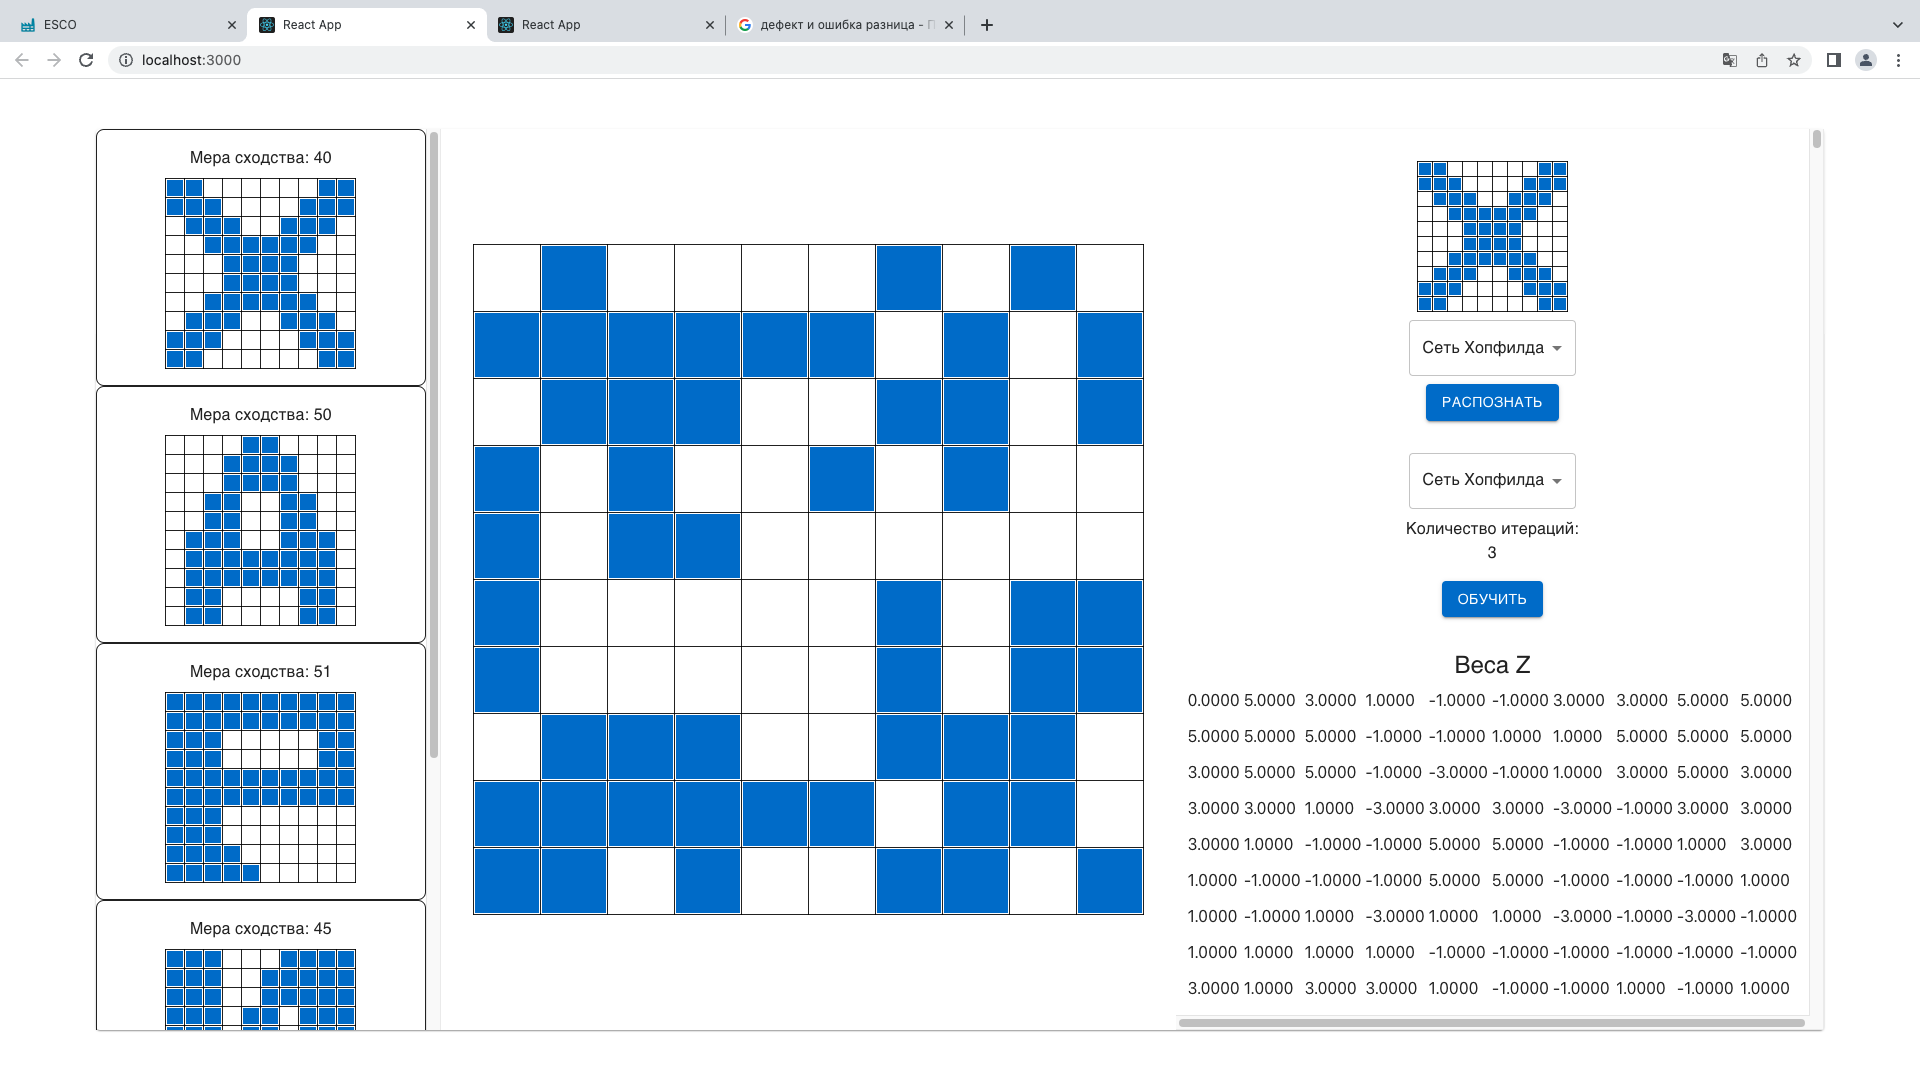 ESCO
React App
React App
дефект и ошибка разница - П
localhost:3000
Мера сходства: 40
Мера сходства: 50
Мера сходства: 51
Мера сходства: 45
Сеть Хопфилда
РАСПОЗНАТЬ
Сеть Хопфилда
Количество итераций:
3
ОБУЧИТЬ
Веса Z
0.0000 5.0000 3.0000 1.0000 -1.0000 -1.0000 3.0000 3.0000 5.0000 5.0000
5.0000 5.0000 5.0000 -1.0000 -1.0000 1.0000 1.0000 5.0000 5.0000 5.0000
3.0000 5.0000 5.0000 -1.0000 -3.0000 -1.0000 1.0000 3.0000 5.0000 3.0000
3.0000 3.0000 1.0000 -3.0000 3.0000 3.0000 -3.0000 -1.0000 3.0000 3.0000
3.0000 1.0000 -1.0000 -1.0000 5.0000 5.0000 -1.0000 -1.0000 1.0000 3.0000
1.0000 -1.0000 -1.0000 -1.0000 5.0000 5.0000 -1.0000 -1.0000 -1.0000 1.0000
1.0000 -1.0000 1.0000 -3.0000 1.0000 1.0000 -3.0000 -1.0000 -3.0000 -1.0000
1.0000 1.0000 1.0000 1.0000 -1.0000 -1.0000 -1.0000 -1.0000 -1.0000 -1.0000
3.0000 1.0000 3.0000 3.0000 1.0000 -1.0000 -1.0000 1.0000 -1.0000 1.0000